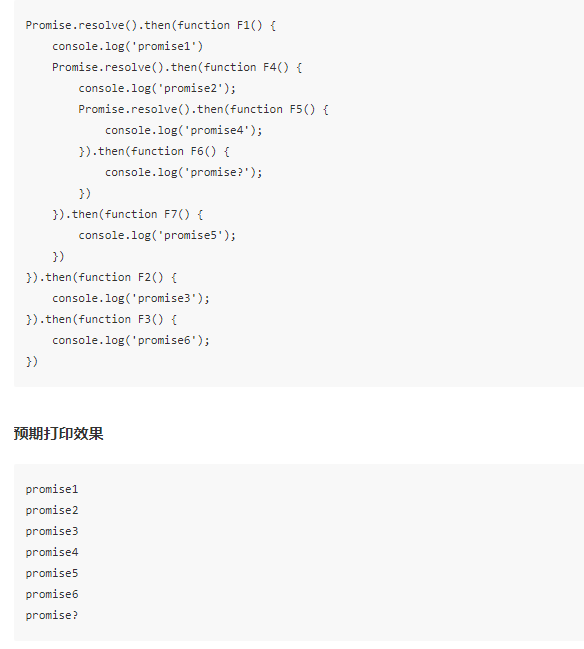 Promise.resolve().then(function F1() {
    console.log('promise1')
    Promise.resolve().then(function F4() {
        console.log('promise2');
        Promise.resolve().then(function F5() {
            console.log('promise4');
        }).then(function F6() {
            console.log('promise?');
        })
    }).then(function F7() {
        console.log('promise5');
    })
}).then(function F2() {
    console.log('promise3');
}).then(function F3() {
    console.log('promise6');
})
预期打印效果
promise1
promise2
promise3
promise4
promise5
promise6
promise?